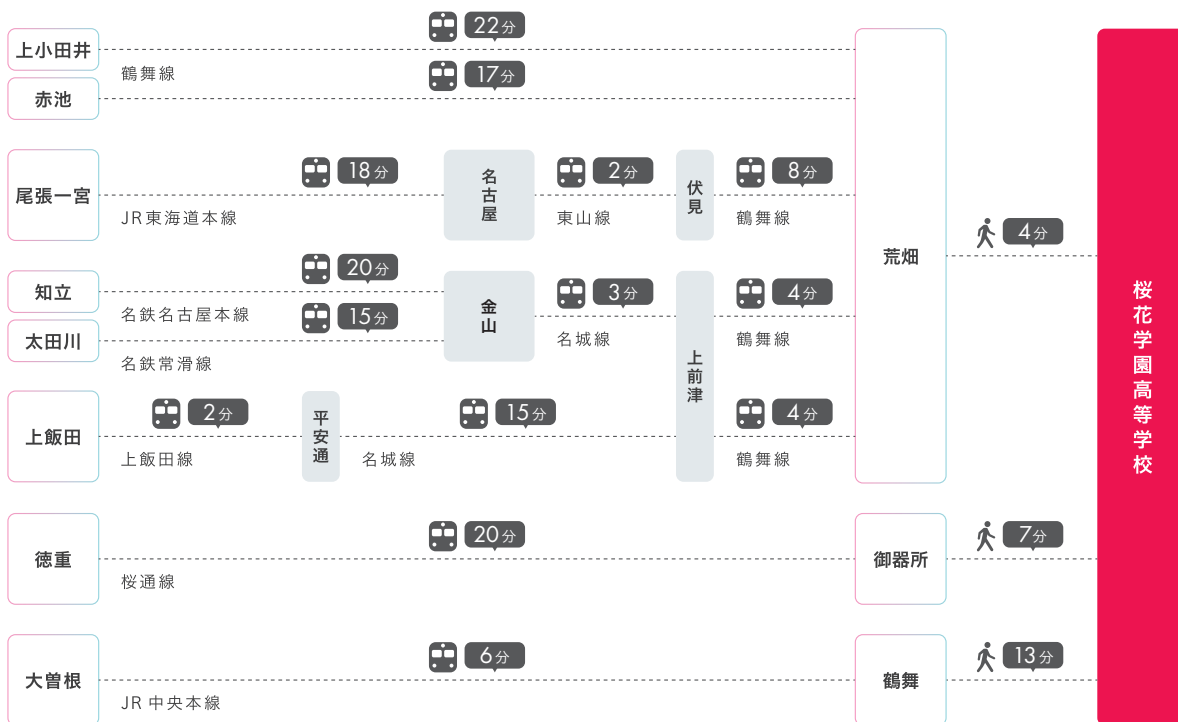 上小田井
22分
鶴舞線
17分
赤池
尾張一宮
18分
JR東海道本線
名古屋
2分
東山線
伏見
8分
鶴舞線
知立
20分
名鉄名古屋本線
太田川
15分
名鉄常滑線
金山
3分
名城線
上前津
4分
鶴舞線
上飯田
2分
上飯田線
平安通
15分
名城線
4分
鶴舞線
荒畑
4分
徳重
20分
桜通線
御器所
7分
大曽根
6分
JR中央本線
鶴舞
13分
桜花学園高等学校